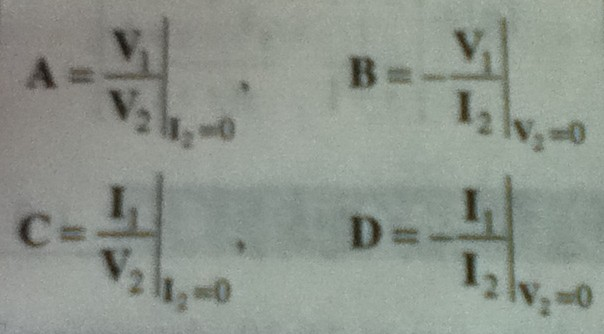 A = V₁/V₂ |I₂=0 , B = −V₁/I₂ |V₂=0
C = I₁/V₂ |I₂=0 , D = −I₁/I₂ |V₂=0